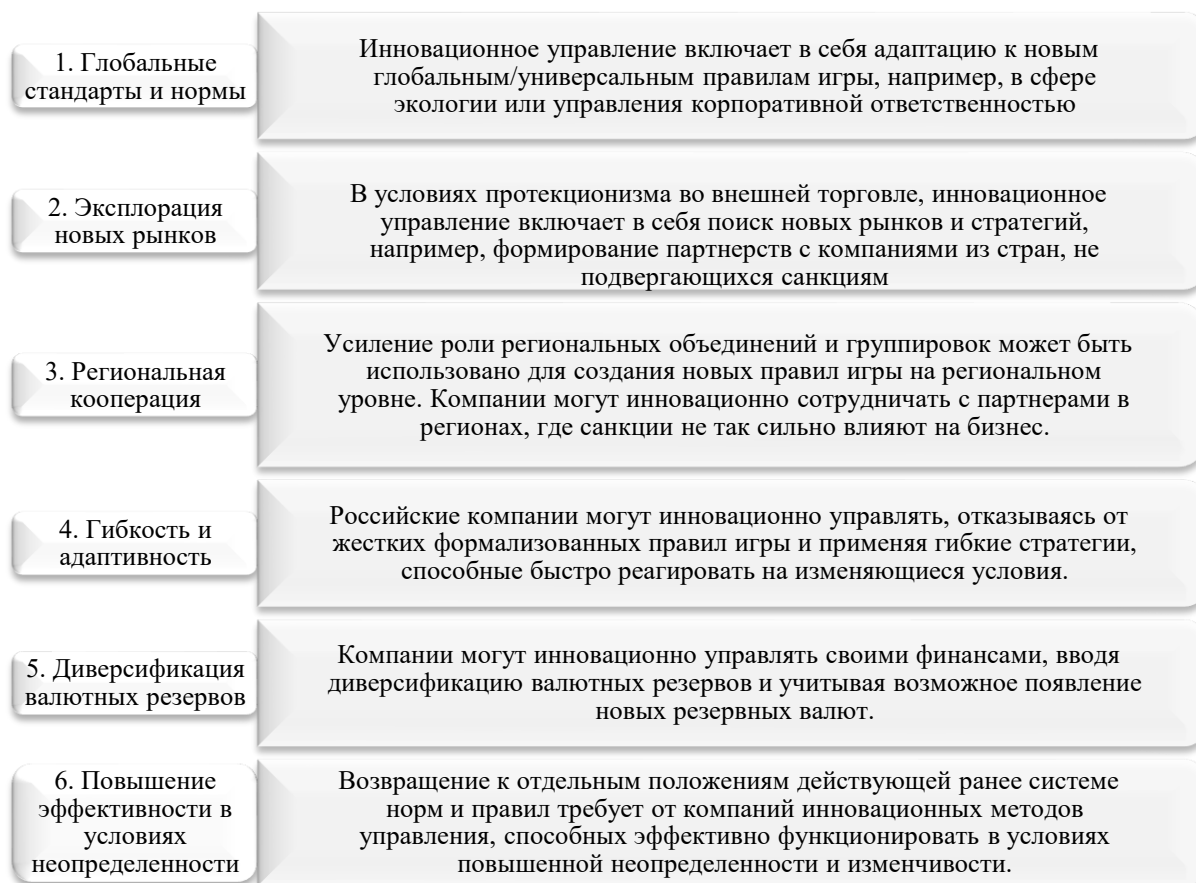 1. Глобальные
стандарты и нормы
Инновационное управление включает в себя адаптацию к новым
глобальным/универсальным правилам игры, например, в сфере
экологии или управления корпоративной ответственностью
2. Эксплорация
новых рынков
В условиях протекционизма во внешней торговле, инновационное
управление включает в себя поиск новых рынков и стратегий,
например, формирование партнерств с компаниями из стран, не
подвергающихся санкциям
3. Региональная
кооперация
Усиление роли региональных объединений и группировок может быть
использовано для создания новых правил игры на региональном
уровне. Компании могут инновационно сотрудничать с партнерами в
регионах, где санкции не так сильно влияют на бизнес.
4. Гибкость и
адаптивность
Российские компании могут инновационно управлять, отказываясь от
жестких формализованных правил игры и применяя гибкие стратегии,
способные быстро реагировать на изменяющиеся условия.
5. Диверсификация
валютных резервов
Компании могут инновационно управлять своими финансами, вводя
диверсификацию валютных резервов и учитывая возможное появление
новых резервных валют.
6. Повышение
эффективности в
условиях
неопределенности
Возвращение к отдельным положениям действующей ранее системе
норм и правил требует от компаний инновационных методов
управления, способных эффективно функционировать в условиях
повышенной неопределенности и изменчивости.